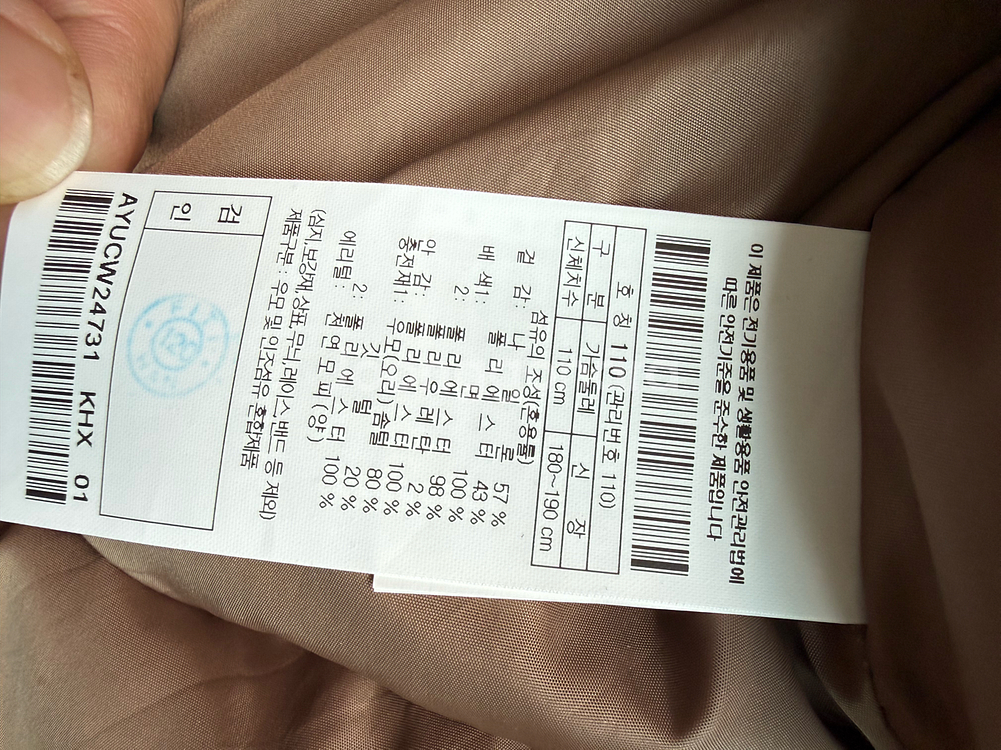 이 제품은 전기용품 및 생활용품 안전관리법에
따른 안전기준을 준수한 제품입니다
호 칭 110 (관리번호 110)
구 분 가슴둘레 신 장
신체치수 110 cm 180~190 cm
섬유의 조성(혼용률)
겉 감: 나 일 론 57 %
폴 리 에 스 터 43 %
배 색1: 면 100 %
2: 폴 리 에 스 터 98 %
폴 리 우 레 탄 2 %
안 감: 폴 리 에 스 터 100 %
충전재1: 우모(오리) 솜털 80 %
깃 털 20 %
2: 폴 리 에 스 터 100 %
에리털: 천연모피(양)
(심지,보강재,상표,무늬,레이스,밴드 등 제외)
제품구분 : 우모 및 인조섬유 혼합제품
검 인
AYUCW24731 KHX 01